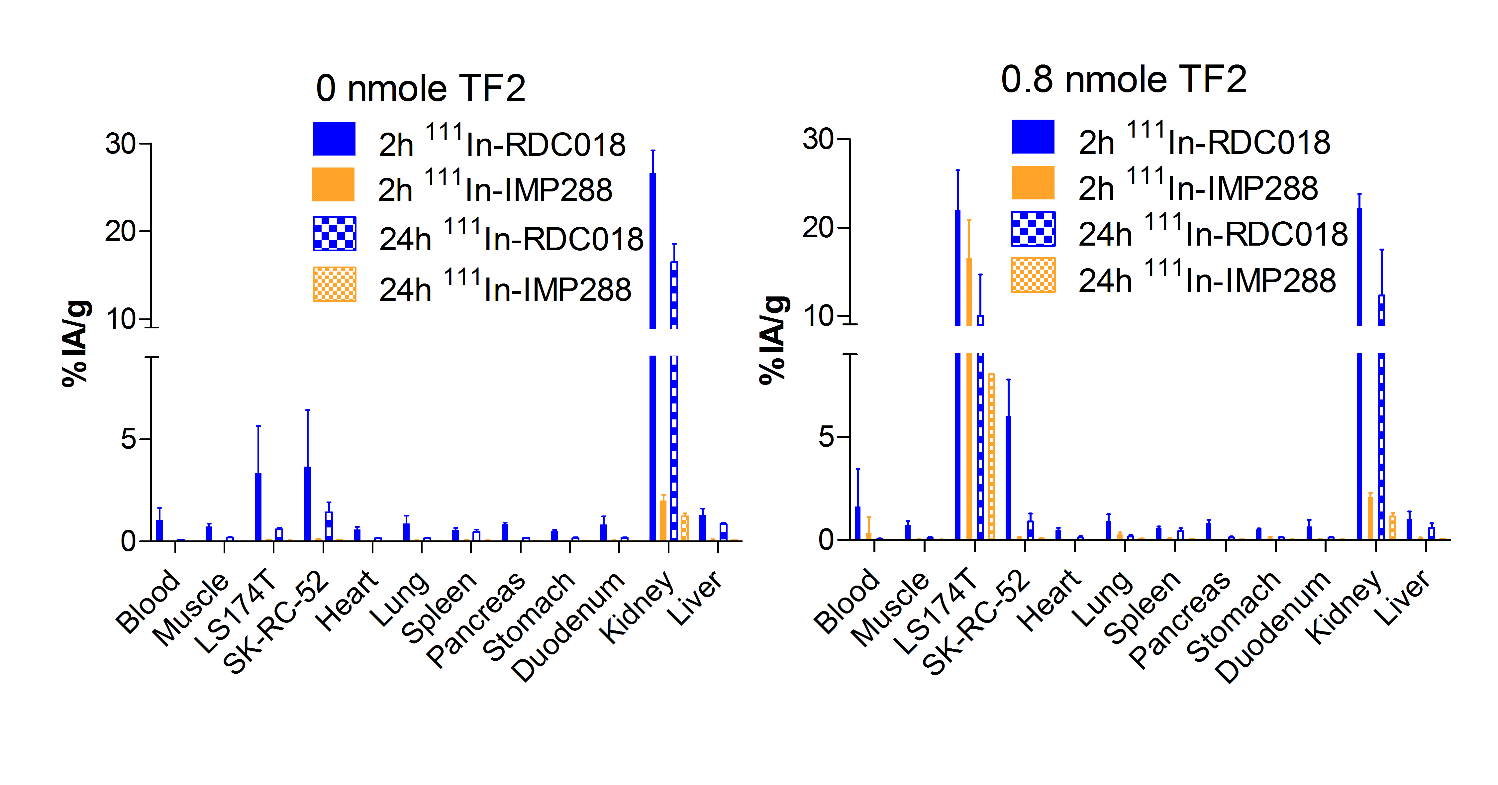 0 nmole TF2
2h 111In-RDC018
2h 111In-IMP288
24h 111In-RDC018
24h 111In-IMP288
%IA/g
30
20
10
5
0
Blood
Muscle
LS174T
SK-RC-52
Heart
Lung
Spleen
Pancreas
Stomach
Duodenum
Kidney
Liver
0.8 nmole TF2
2h 111In-RDC018
2h 111In-IMP288
24h 111In-RDC018
24h 111In-IMP288
%IA/g
30
20
10
5
0
Blood
Muscle
LS174T
SK-RC-52
Heart
Lung
Spleen
Pancreas
Stomach
Duodenum
Kidney
Liver